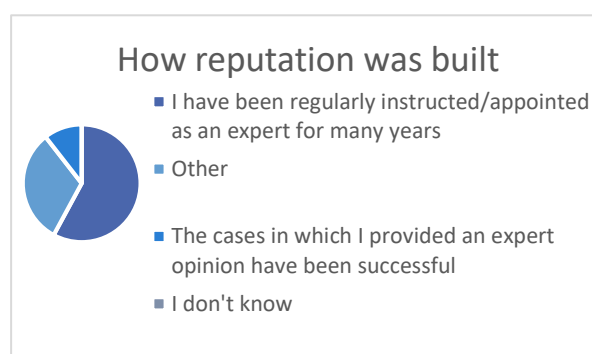 How reputation was built
I have been regularly instructed/appointed
as an expert for many years
Other
The cases in which I provided an expert
opinion have been successful
I don't know